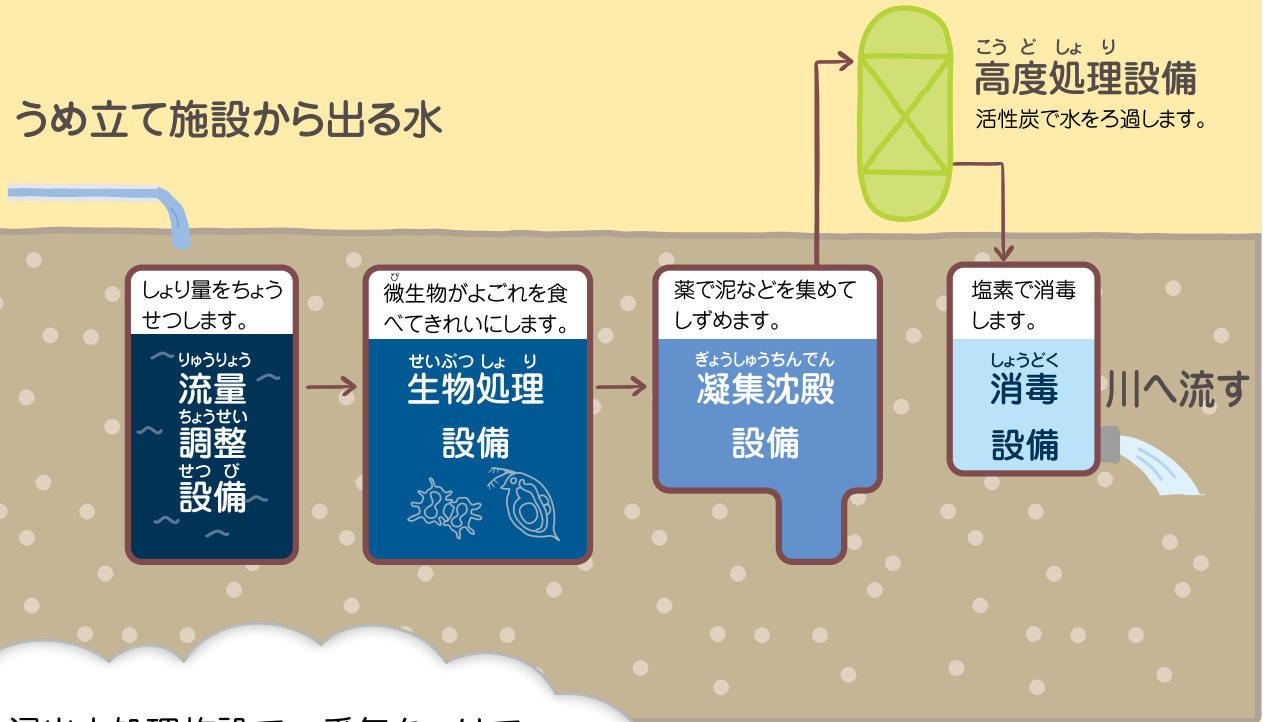 うめ立て施設から出る水
こうどしょり
高度処理設備
活性炭で水をろ過します。
しょり量をちょう
せつします。
りゅうりょう
流量
ちょうせい
調整
せつび
設備
び
微生物がよごれを食
べてきれいにします。
せいぶつしょり
生物処理
設備
薬で泥などを集めて
しずめます。
ぎょうしゅうちんでん
凝集沈殿
設備
塩素で消毒
します。
しょうどく
消毒
設備
川へ流す